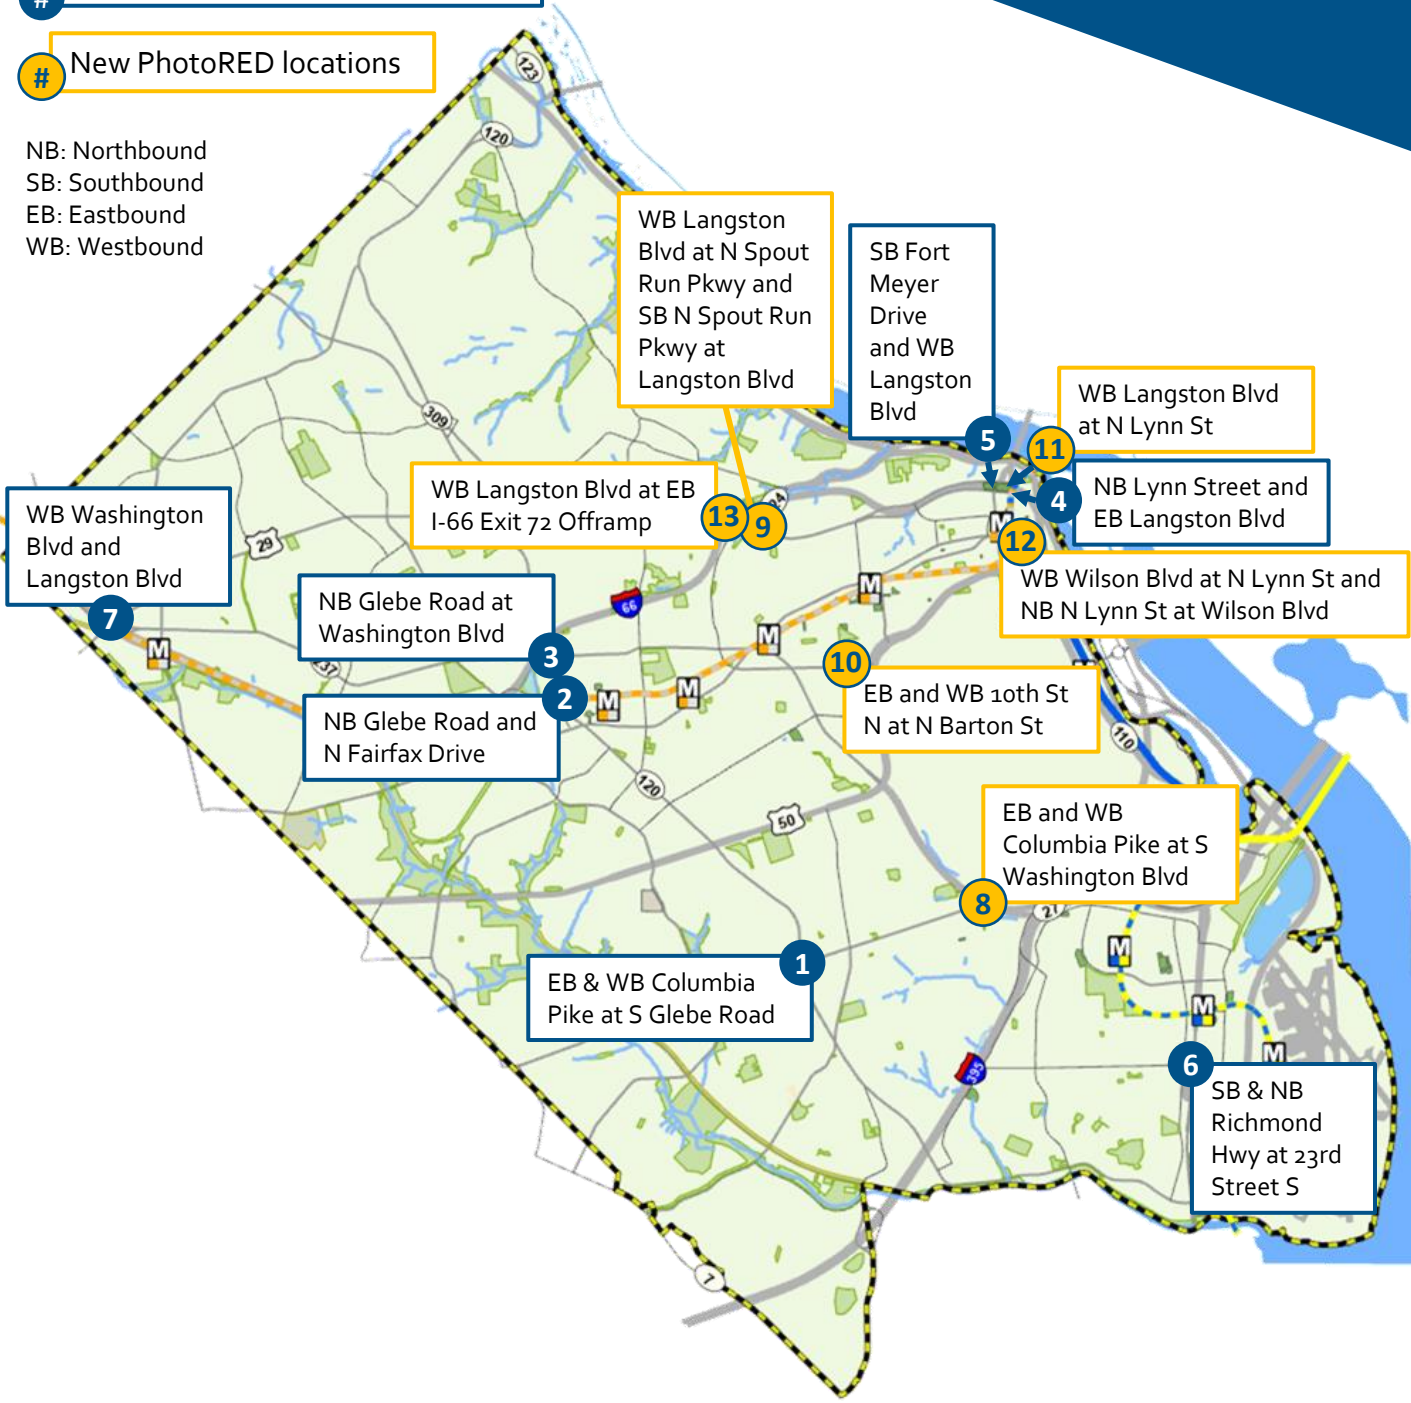 #
# New PhotoRED locations
NB: Northbound
SB: Southbound
EB: Eastbound
WB: Westbound
123
120
WB Langston
Blvd at N Spout
Run Pkwy and
SB N Spout Run
Pkwy at
Langston Blvd
SB Fort
Meyer
Drive
and WB
Langston
Blvd
5
WB Langston Blvd
at N Lynn St
11
309
WB Langston Blvd at EB
I-66 Exit 72 Offramp
13
9
NB Lynn Street and
EB Langston Blvd
4
M
12
WB Wilson Blvd at N Lynn St and
NB N Lynn St at Wilson Blvd
WB Washington
Blvd and
Langston Blvd
7
29
M
66
M
NB Glebe Road at
Washington Blvd
3
M
237
10
EB and WB 10th St
N at N Barton St
2
M
M
NB Glebe Road and
N Fairfax Drive
110
120
50
EB and WB
Columbia Pike at S
Washington Blvd
8
27
M
1
EB & WB Columbia
Pike at S Glebe Road
M
M
395
6
SB & NB
Richmond
Hwy at 23rd
Street S
7